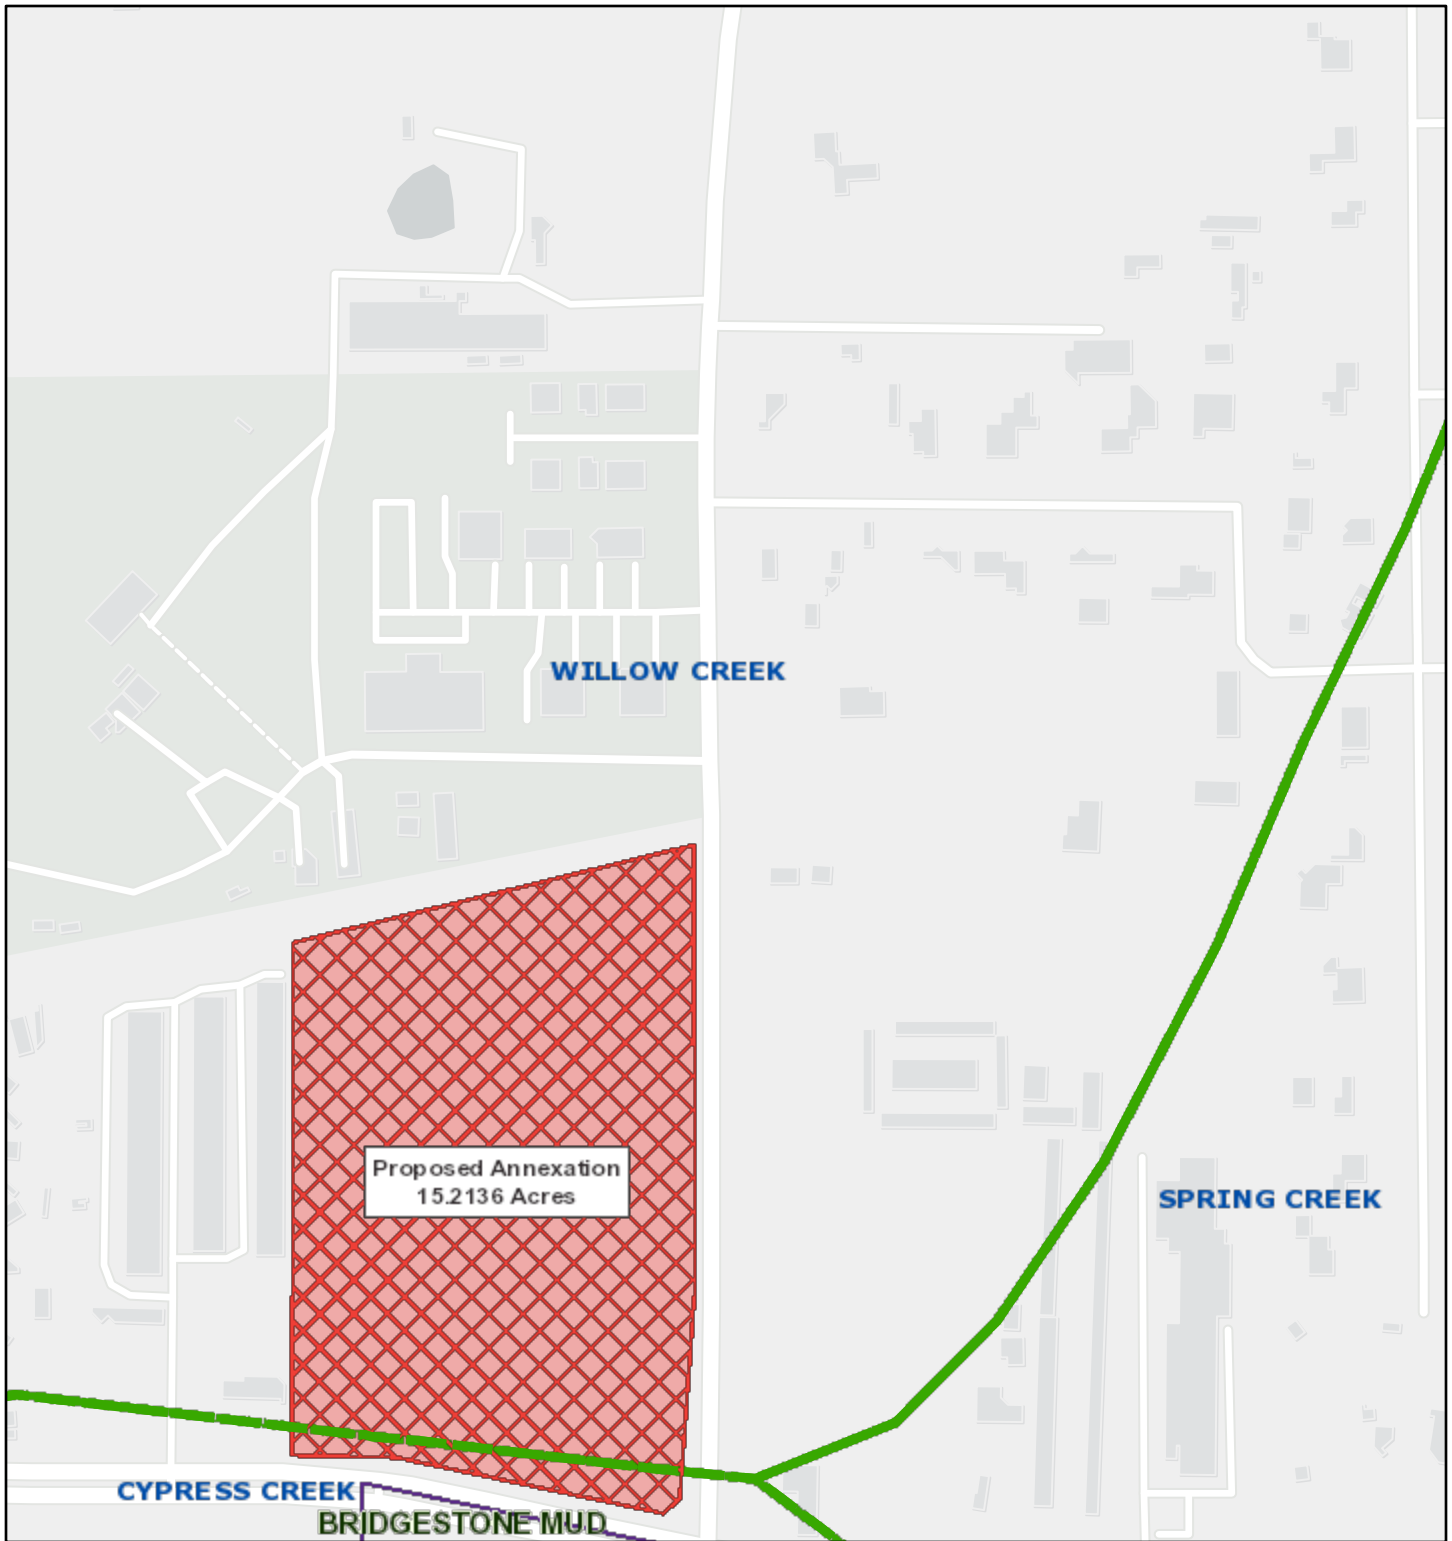 WILLOW CREEK
Proposed Annexation
15.2136 Acres
SPRING CREEK
CYPRESS CREEK
BRIDGESTONE MUD